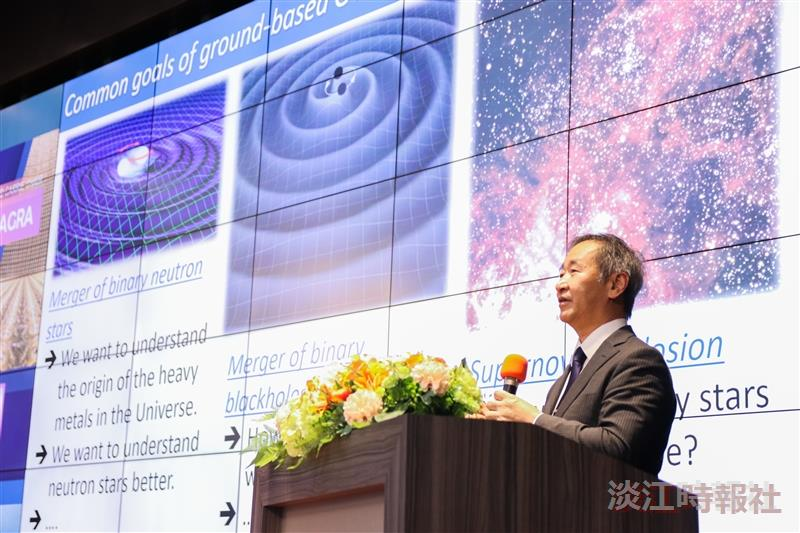 Common goals of ground-based
AGRA
Merger of binary neutron
stars
→ We want to understand
the origin of the heavy
metals in the Universe.
→ We want to understand
neutron stars better.
→ ....
Merger of binary
→
→
Supernov
osion
stars
?
淡江時報社